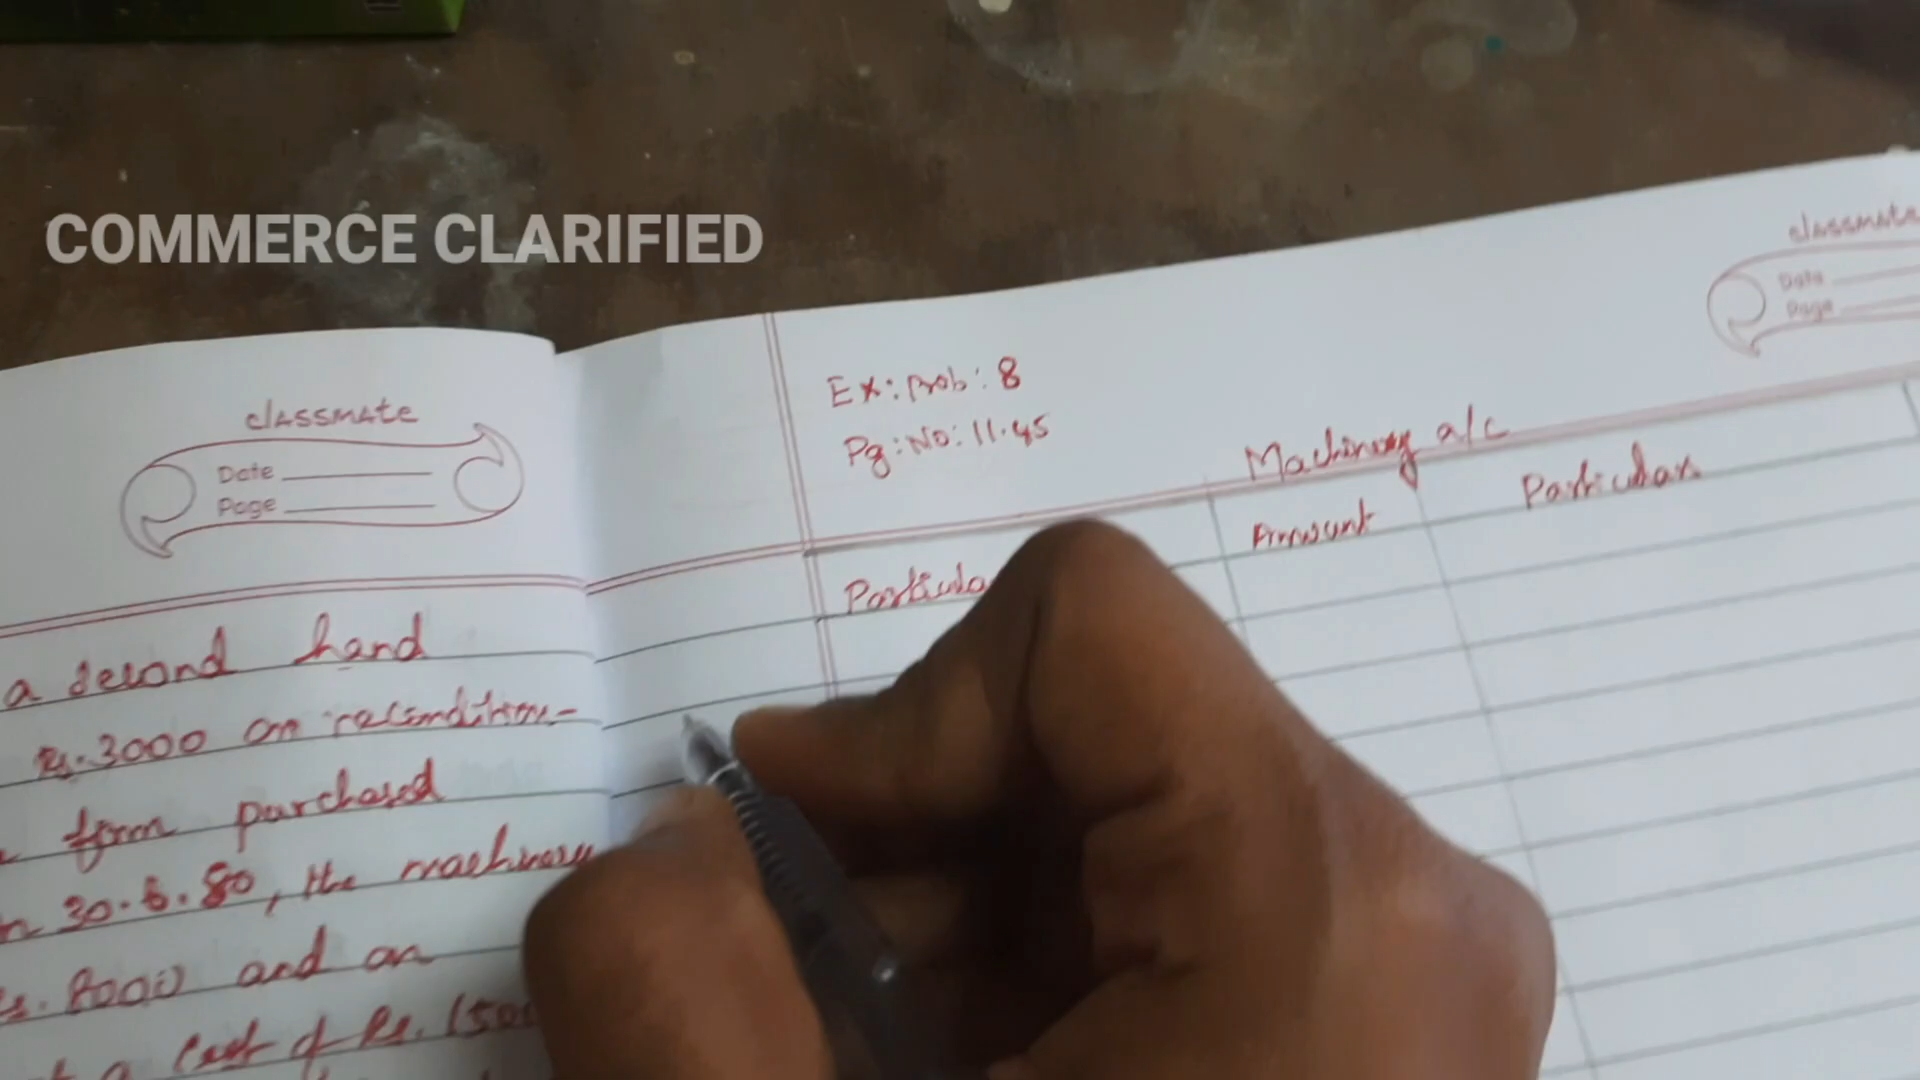 COMMERCE CLARIFIED
classmate
Date
Page
a second hand
Rs.3000 on recondition-
firm purchased
30.6.80, the machinery
Rs. 8000 and an
a cost of Rs. 1500
classmate
Date
Page
Ex: Prob: 8
Pg: No: 11.45
Machinery a/c
Particula
Amount
Particulars